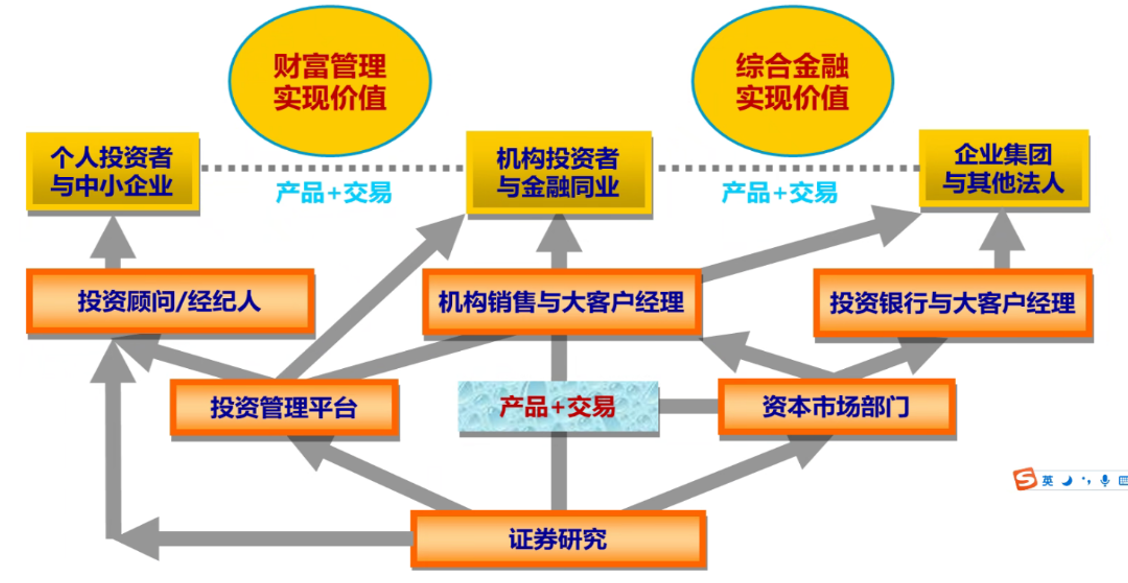 财富管理
实现价值
综合金融
实现价值
个人投资者
与中小企业
产品+交易
机构投资者
与金融同业
产品+交易
企业集团
与其他法人
投资顾问/经纪人
机构销售与大客户经理
投资银行与大客户经理
投资管理平台
产品+交易
资本市场部门
证券研究
S英